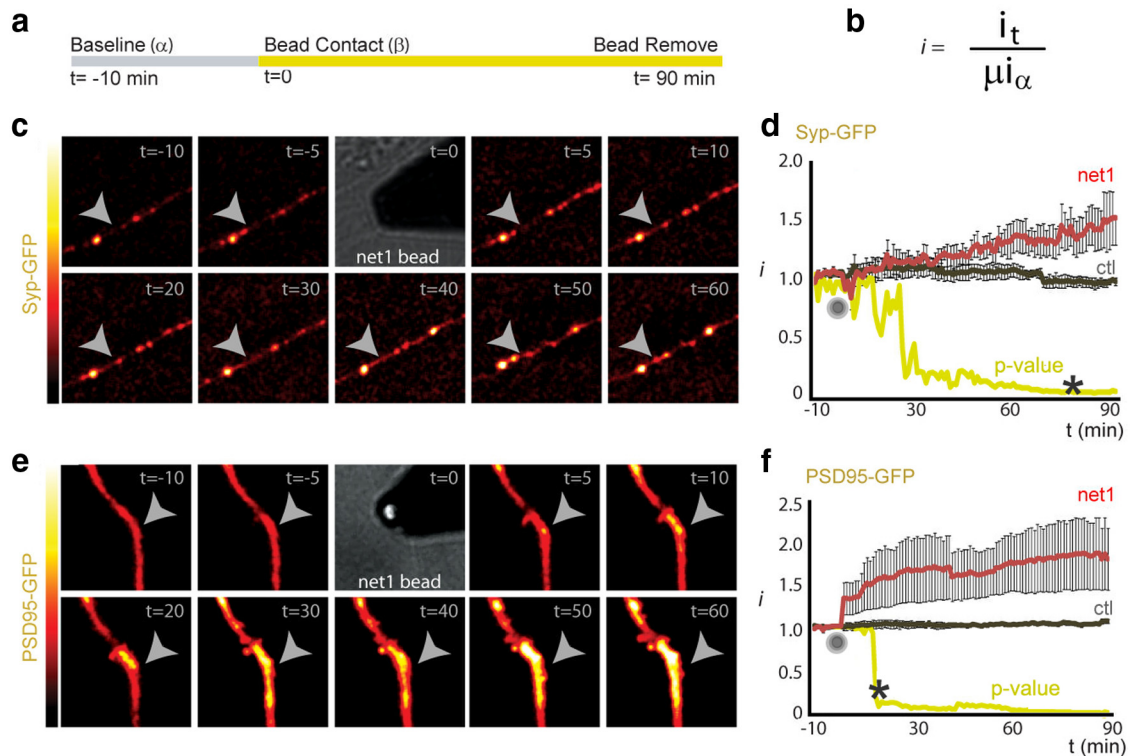 a
Baseline (α)
Bead Contact (β)
Bead Remove
t= -10 min
t=0
t= 90 min
b
i = i_t / μi_α
c
Syp-GFP
t=-10
t=-5
t=0
net1 bead
t=5
t=10
t=20
t=30
t=40
t=50
t=60
d
Syp-GFP
2.0
1.5
1.0
0.5
0
i
net1
ctl
p-value
*
-10
30
60
90
t (min)
e
PSD95-GFP
t=-10
t=-5
t=0
net1 bead
t=5
t=10
t=20
t=30
t=40
t=50
t=60
f
PSD95-GFP
2.5
2.0
1.5
1.0
0.5
0
i
net1
ctl
p-value
*
-10
30
60
90
t (min)